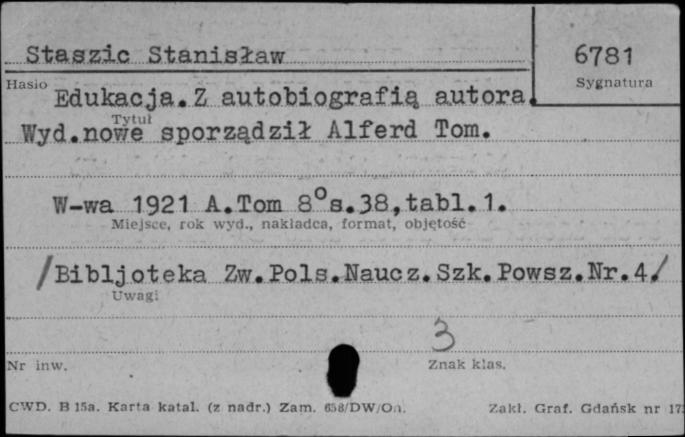 Staszic Stanisław
6781
Hasło
Sygnatura
Edukacja.Z autobiografią autora.
Tytuł
Wyd.nowe sporządził Alferd Tom.
W-wa 1921 A.Tom 8°s.38,tabl.1.
Miejsce, rok wyd., nakładca, format, objętość
/Bibljoteka Zw.Pols.Naucz.Szk.Powsz.Nr.4/
Uwagi
3
Nr inw.
Znak klas.
CWD. B 15a. Karta katal. (z nadr.) Zam. 658/DW/On.
Zakł. Graf. Gdańsk nr 17